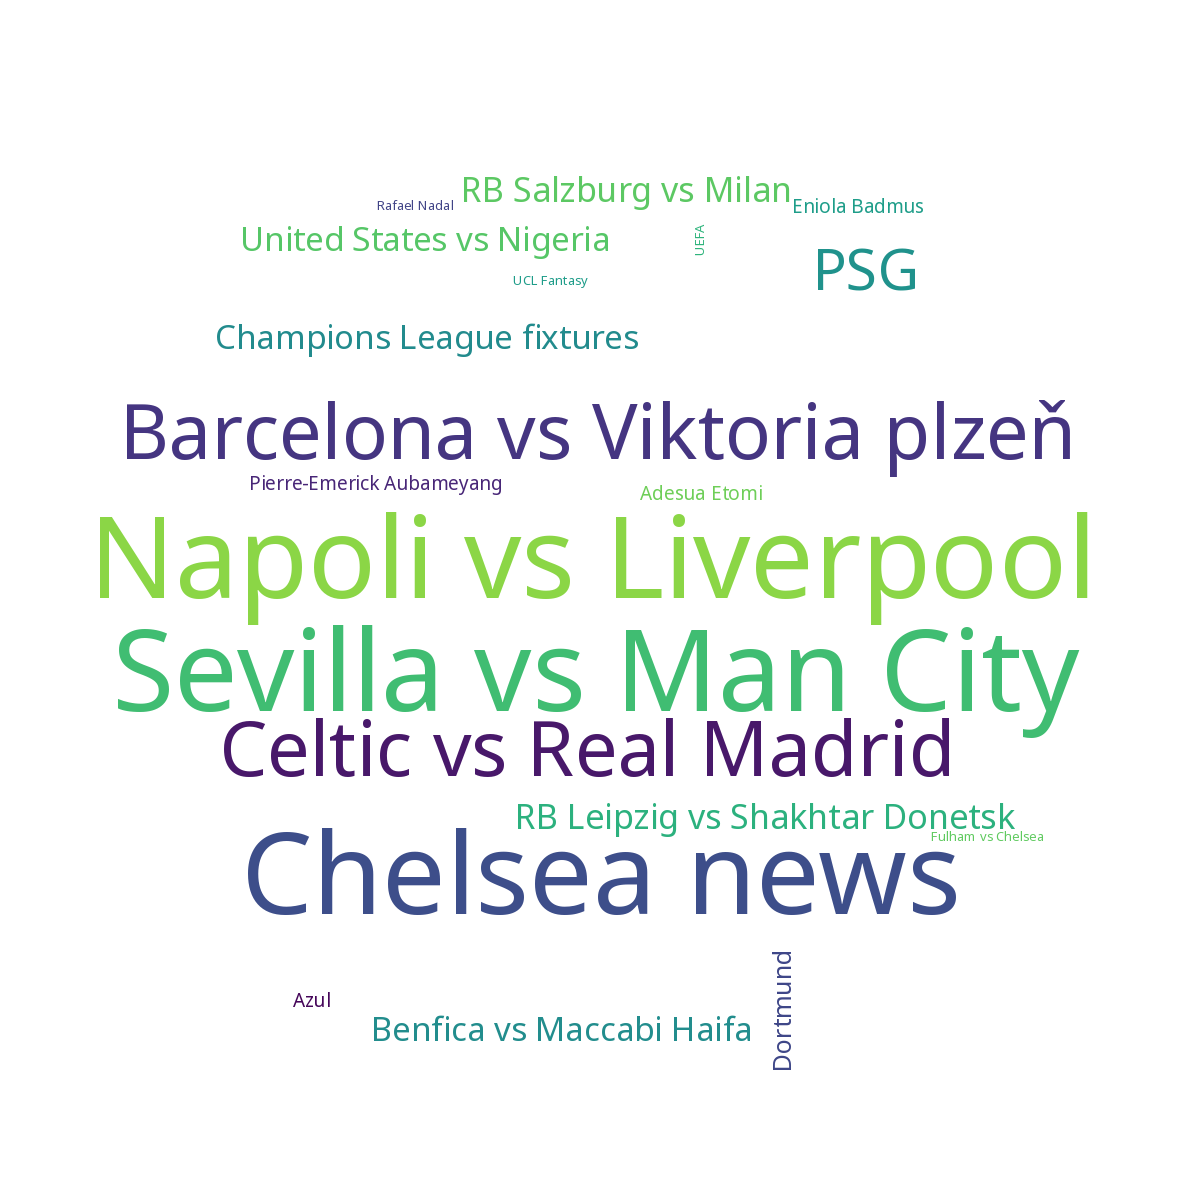 RB Salzburg vs Milan
Rafael Nadal
Eniola Badmus
United States vs Nigeria
UEFA
PSG
UCL Fantasy
Champions League fixtures
Barcelona vs Viktoria plzeň
Pierre-Emerick Aubameyang
Adesua Etomi
Napoli vs Liverpool
Sevilla vs Man City
Celtic vs Real Madrid
RB Leipzig vs Shakhtar Donetsk
Fulham vs Chelsea
Chelsea news
Dortmund
Azul
Benfica vs Maccabi Haifa